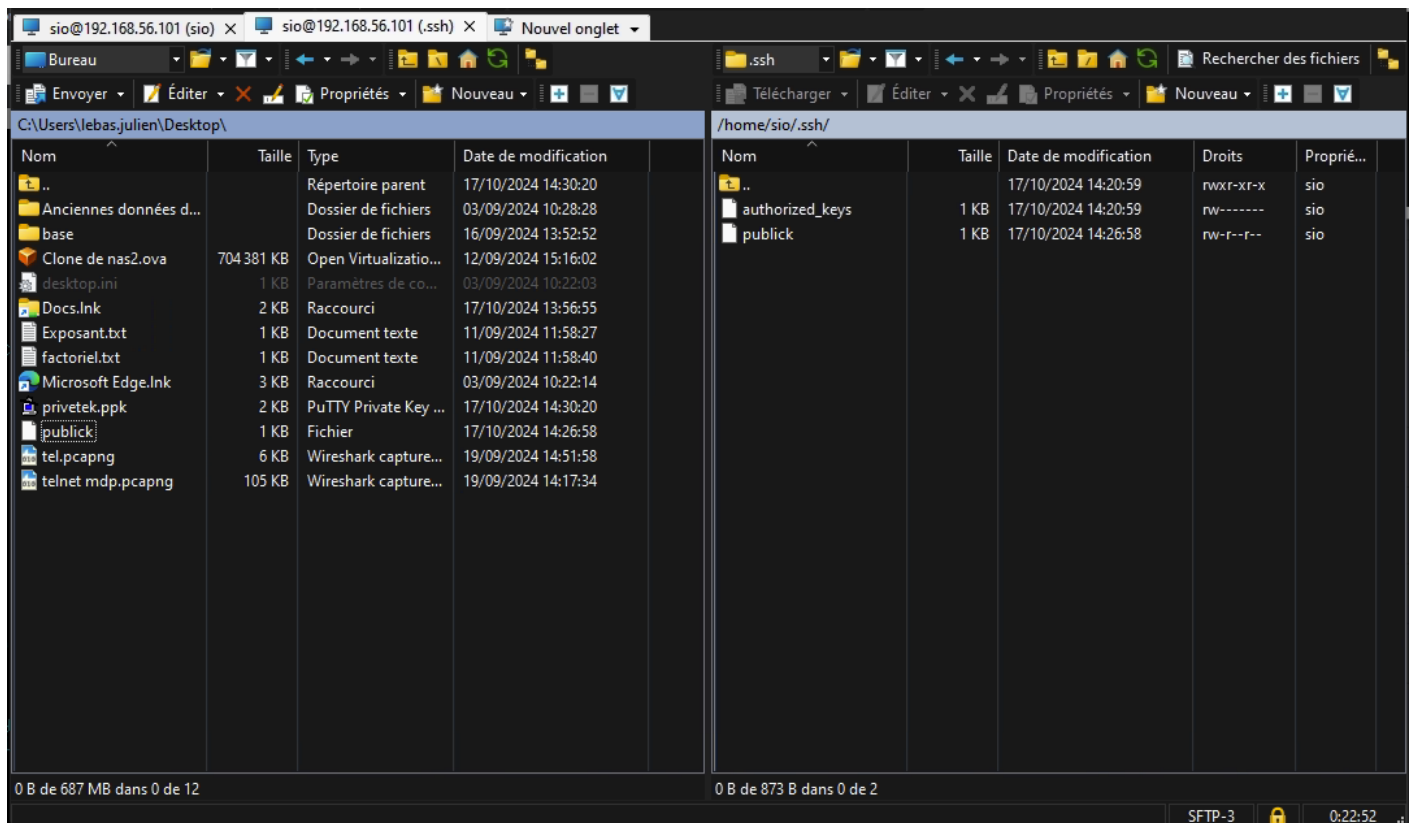 sio@192.168.56.101 (sio) sio@192.168.56.101 (.ssh) Nouvel onglet
Bureau
Envoyer Éditer Propriétés Nouveau
C:\Users\lebas.julien\Desktop\
Nom Taille Type Date de modification
.. Répertoire parent 17/10/2024 14:30:20
Anciennes données d... Dossier de fichiers 03/09/2024 10:28:28
base Dossier de fichiers 16/09/2024 13:52:52
Clone de nas2.ova 704 381 KB Open Virtualizatio... 12/09/2024 15:16:02
desktop.ini 1 KB Paramètres de co... 03/09/2024 10:22:03
Docs.lnk 2 KB Raccourci 17/10/2024 13:56:55
Exposant.txt 1 KB Document texte 11/09/2024 11:58:27
factoriel.txt 1 KB Document texte 11/09/2024 11:58:40
Microsoft Edge.lnk 3 KB Raccourci 03/09/2024 10:22:14
privetek.ppk 2 KB PuTTY Private Key ... 17/10/2024 14:30:20
publick 1 KB Fichier 17/10/2024 14:26:58
tel.pcapng 6 KB Wireshark capture... 19/09/2024 14:51:58
telnet mdp.pcapng 105 KB Wireshark capture... 19/09/2024 14:17:34
0 B de 687 MB dans 0 de 12
.ssh Rechercher des fichiers
Télécharger Éditer Propriétés Nouveau
/home/sio/.ssh/
Nom Taille Date de modification Droits Proprié...
.. 17/10/2024 14:20:59 rwxr-xr-x sio
authorized_keys 1 KB 17/10/2024 14:20:59 rw------- sio
publick 1 KB 17/10/2024 14:26:58 rw-r--r-- sio
0 B de 873 B dans 0 de 2
SFTP-3 0:22:52